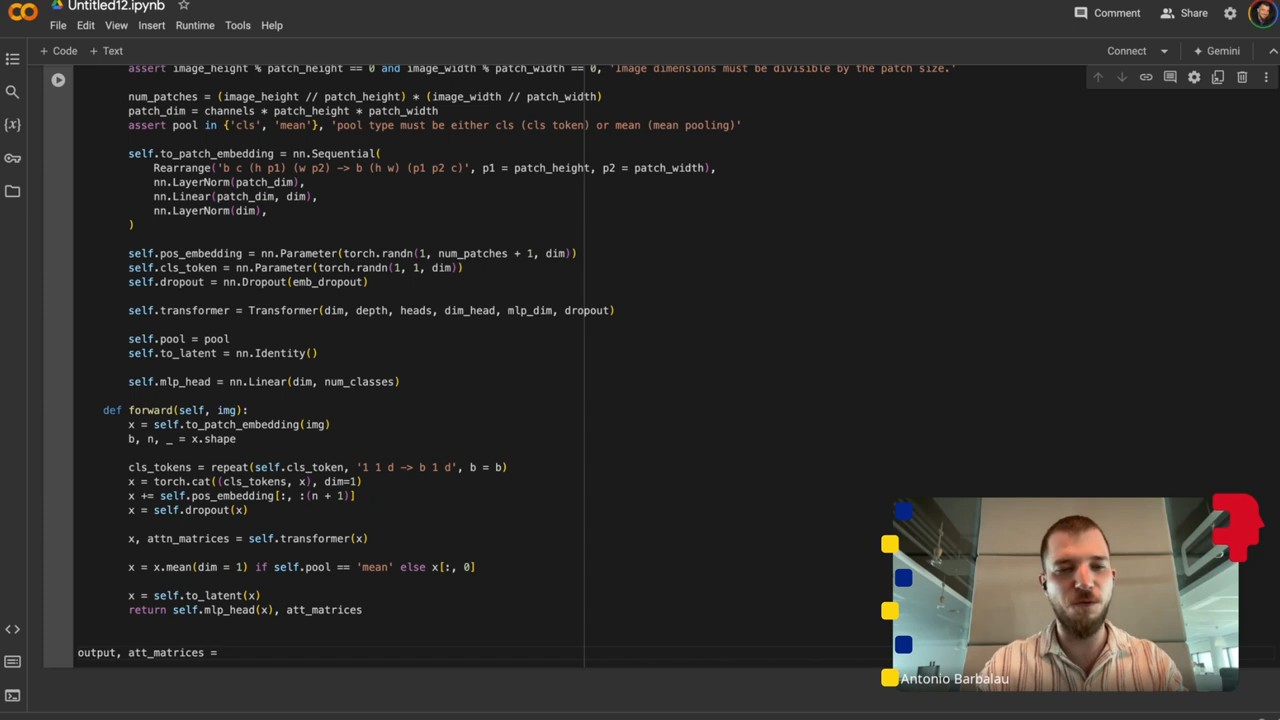 Untitled12.ipynb
File Edit View Insert Runtime Tools Help
Comment Share
+ Code + Text
Connect Gemini
assert image_height % patch_height == 0 and image_width % patch_width == 0, 'Image dimensions must be divisible by the patch size.'
num_patches = (image_height // patch_height) * (image_width // patch_width)
patch_dim = channels * patch_height * patch_width
assert pool in {'cls', 'mean'}, 'pool type must be either cls (cls token) or mean (mean pooling)'
self.to_patch_embedding = nn.Sequential(
Rearrange('b c (h p1) (w p2) -> b (h w) (p1 p2 c)', p1 = patch_height, p2 = patch_width),
nn.LayerNorm(patch_dim),
nn.Linear(patch_dim, dim),
nn.LayerNorm(dim),
)
self.pos_embedding = nn.Parameter(torch.randn(1, num_patches + 1, dim))
self.cls_token = nn.Parameter(torch.randn(1, 1, dim))
self.dropout = nn.Dropout(emb_dropout)
self.transformer = Transformer(dim, depth, heads, dim_head, mlp_dim, dropout)
self.pool = pool
self.to_latent = nn.Identity()
self.mlp_head = nn.Linear(dim, num_classes)
def forward(self, img):
x = self.to_patch_embedding(img)
b, n, _ = x.shape
cls_tokens = repeat(self.cls_token, '1 1 d -> b 1 d', b = b)
x = torch.cat((cls_tokens, x), dim=1)
x += self.pos_embedding[:, :(n + 1)]
x = self.dropout(x)
x, attn_matrices = self.transformer(x)
x = x.mean(dim = 1) if self.pool == 'mean' else x[:, 0]
x = self.to_latent(x)
return self.mlp_head(x), att_matrices
output, att_matrices =
Antonio Barbalau